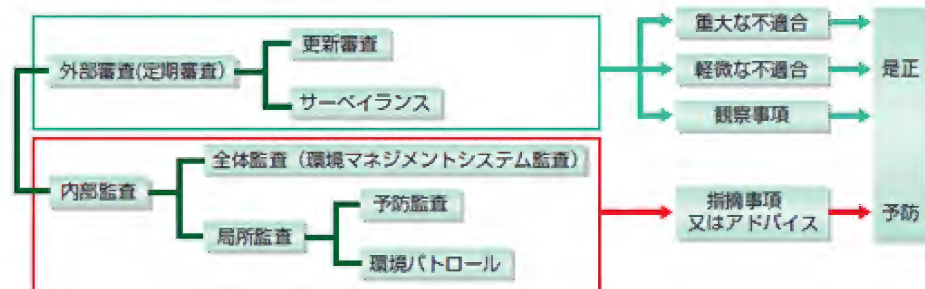 外部審査(定期審査)
更新審査
サーベイランス
重大な不適合
軽微な不適合
観察事項
是正
内部監査
全体監査（環境マネジメントシステム監査）
局所監査
予防監査
環境パトロール
指摘事項
又はアドバイス
予防